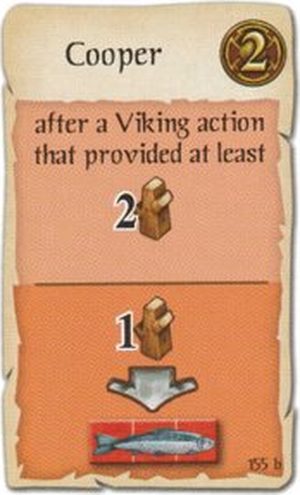 Cooper
2
after a Viking action
that provided at least
2
1
155 b